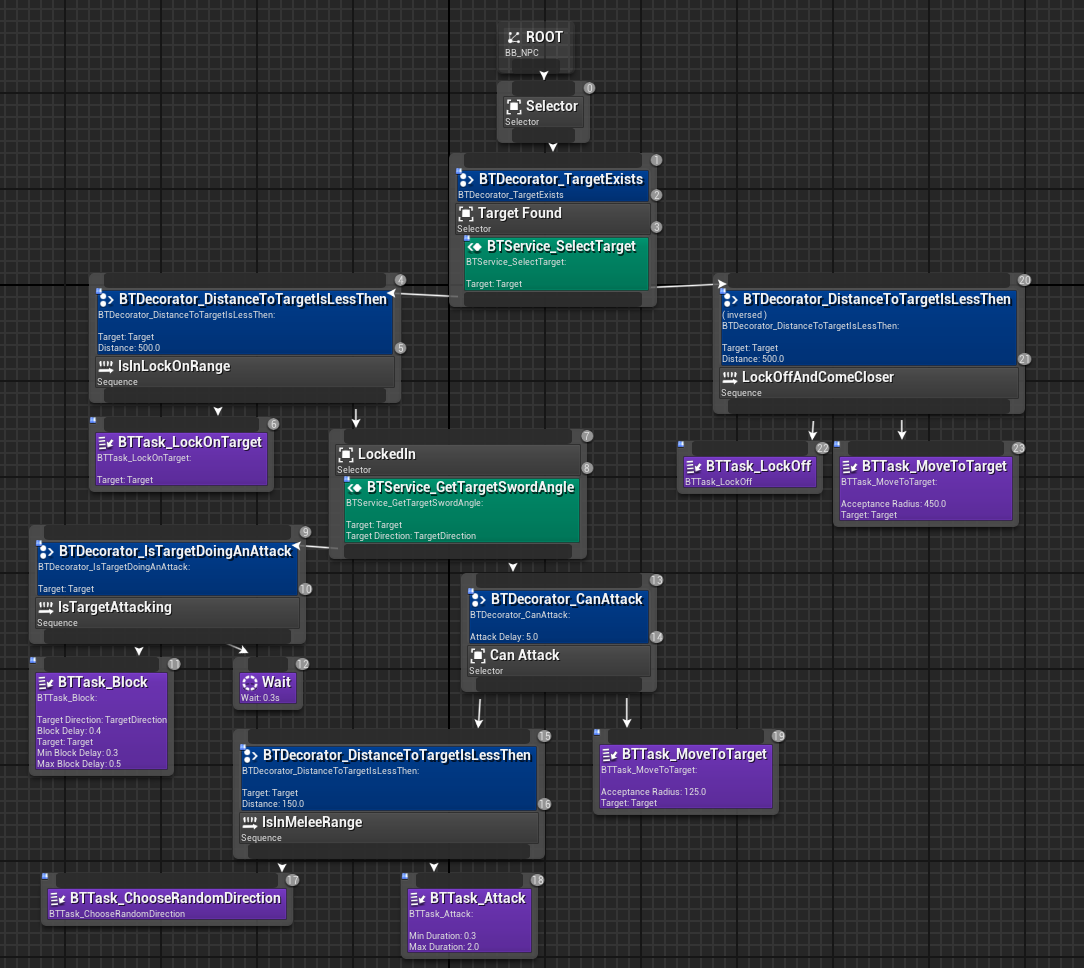 ROOT
BB_NPC
0
Selector
Selector
1
BTDecorator_TargetExists
BTDecorator_TargetExists
2
Target Found
Selector
3
BTService_SelectTarget
BTService_SelectTarget:
Target: Target
4
BTDecorator_DistanceToTargetIsLessThen
BTDecorator_DistanceToTargetIsLessThen:
Target: Target
Distance: 500.0
5
IsInLockOnRange
Sequence
20
BTDecorator_DistanceToTargetIsLessThen
( inversed )
BTDecorator_DistanceToTargetIsLessThen:
Target: Target
Distance: 500.0
21
LockOffAndComeCloser
Sequence
6
BTTask_LockOnTarget
BTTask_LockOnTarget:
Target: Target
7
LockedIn
Selector
8
BTService_GetTargetSwordAngle
BTService_GetTargetSwordAngle:
Target: Target
Target Direction: TargetDirection
22
BTTask_LockOff
BTTask_LockOff
23
BTTask_MoveToTarget
BTTask_MoveToTarget:
Acceptance Radius: 450.0
Target: Target
9
BTDecorator_IsTargetDoingAnAttack
BTDecorator_IsTargetDoingAnAttack:
Target: Target
10
IsTargetAttacking
Sequence
13
BTDecorator_CanAttack
BTDecorator_CanAttack:
Attack Delay: 5.0
14
Can Attack
Selector
11
BTTask_Block
BTTask_Block:
Target Direction: TargetDirection
Block Delay: 0.4
Target: Target
Min Block Delay: 0.3
Max Block Delay: 0.5
12
Wait
Wait: 0.3s
15
BTDecorator_DistanceToTargetIsLessThen
BTDecorator_DistanceToTargetIsLessThen:
Target: Target
Distance: 150.0
16
IsInMeleeRange
Sequence
19
BTTask_MoveToTarget
BTTask_MoveToTarget:
Acceptance Radius: 125.0
Target: Target
17
BTTask_ChooseRandomDirection
BTTask_ChooseRandomDirection
18
BTTask_Attack
BTTask_Attack:
Min Duration: 0.3
Max Duration: 2.0